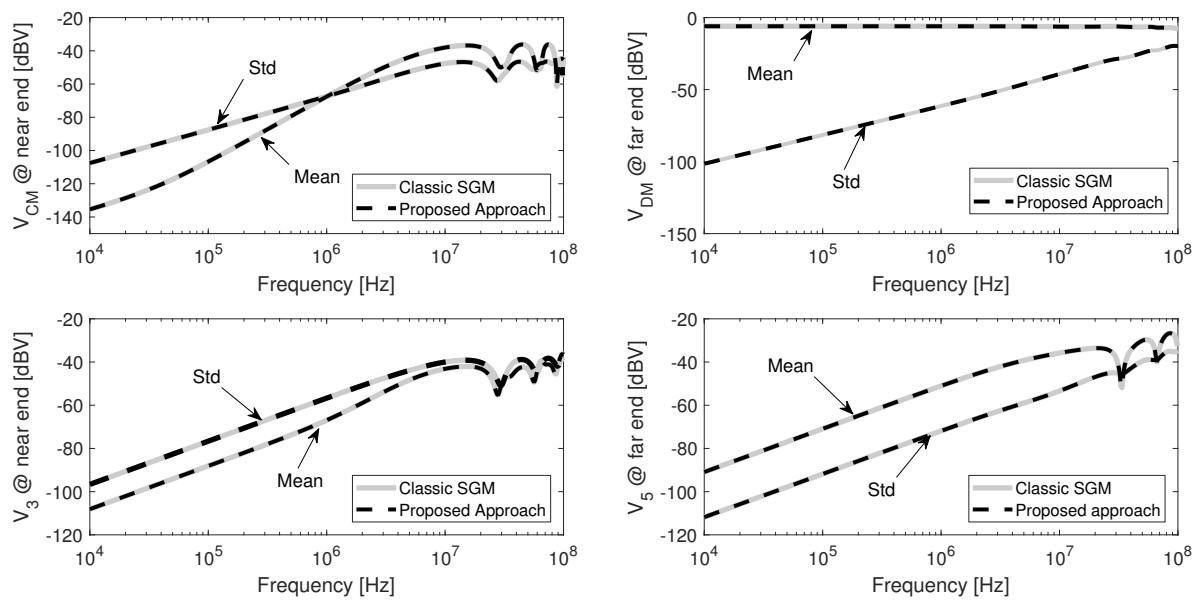 -20
-40
-60
-80
-100
-120
-140
V_CM @ near end [dBV]
Std
Mean
Classic SGM
Proposed Approach
10^4 10^5 10^6 10^7 10^8
Frequency [Hz]
0
-50
-100
-150
V_DM @ far end [dBV]
Mean
Std
Classic SGM
Proposed Approach
10^4 10^5 10^6 10^7 10^8
Frequency [Hz]
-20
-40
-60
-80
-100
-120
V_3 @ near end [dBV]
Std
Mean
Classic SGM
Proposed Approach
10^4 10^5 10^6 10^7 10^8
Frequency [Hz]
-20
-40
-60
-80
-100
-120
V_5 @ far end [dBV]
Mean
Std
Classic SGM
Proposed approach
10^4 10^5 10^6 10^7 10^8
Frequency [Hz]